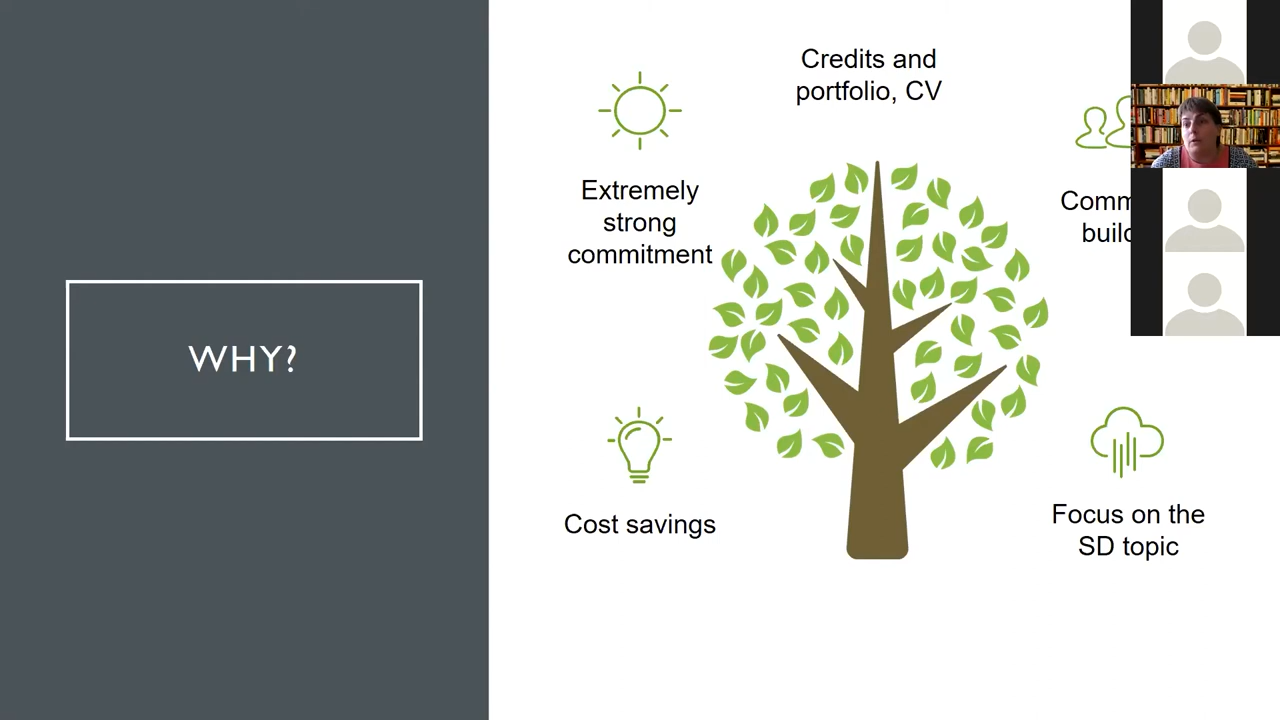 WHY?
Credits and
portfolio, CV
Extremely
strong
commitment
Cost savings
Focus on the
SD topic